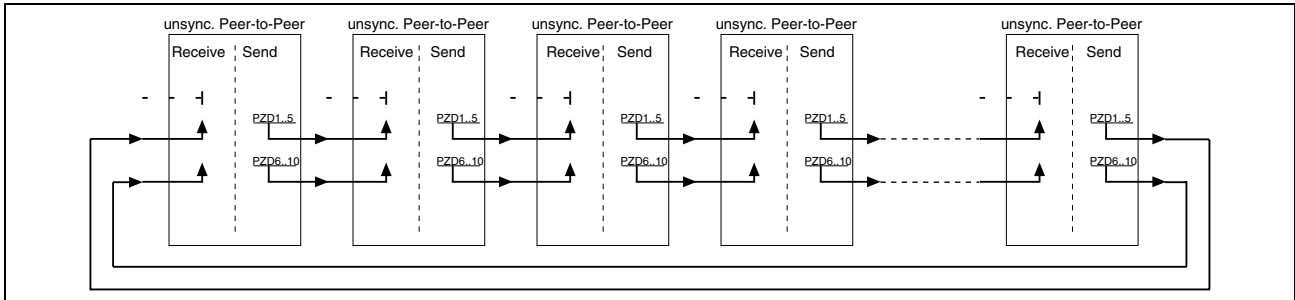 unsync. Peer-to-Peer unsync. Peer-to-Peer unsync. Peer-to-Peer unsync. Peer-to-Peer unsync. Peer-to-Peer
Receive Send Receive Send Receive Send Receive Send Receive Send
PZD1..5 PZD1..5 PZD1..5 PZD1..5 PZD1..5
PZD6..10 PZD6..10 PZD6..10 PZD6..10 PZD6..10